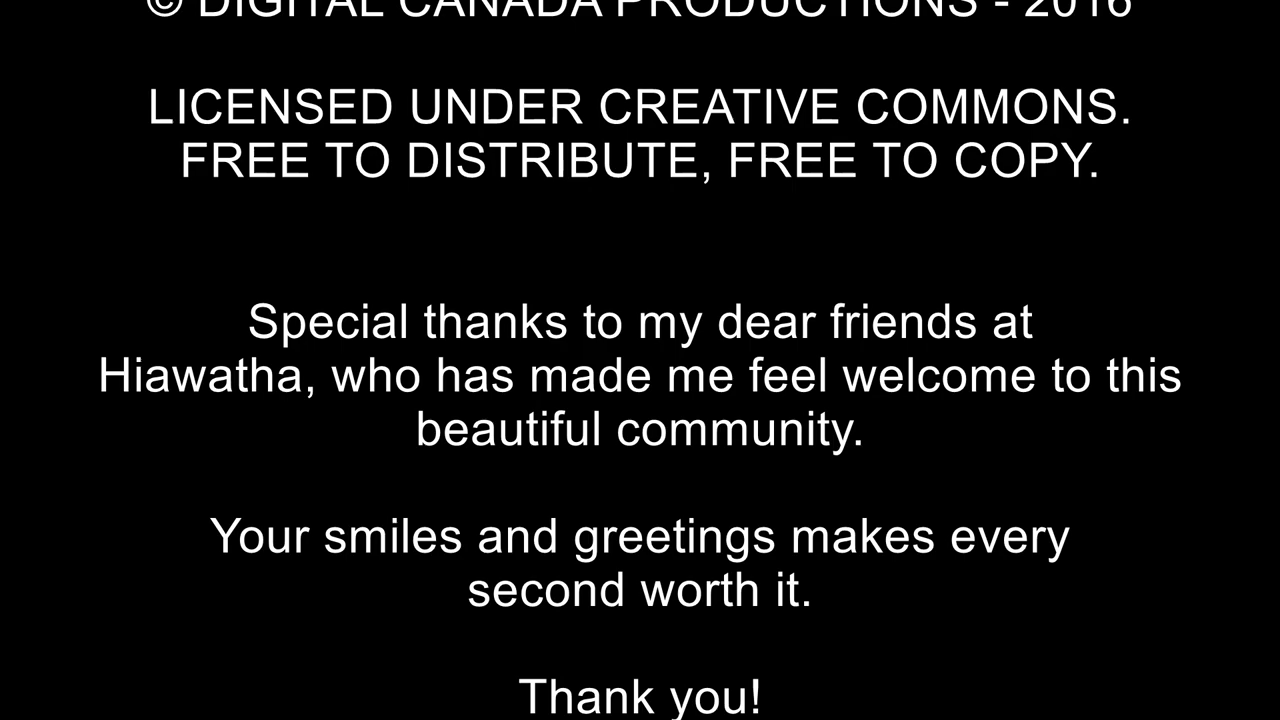 © DIGITAL CANADA PRODUCTIONS - 2016
LICENSED UNDER CREATIVE COMMONS.
FREE TO DISTRIBUTE, FREE TO COPY.
Special thanks to my dear friends at
Hiawatha, who has made me feel welcome to this
beautiful community.
Your smiles and greetings makes every
second worth it.
Thank you!